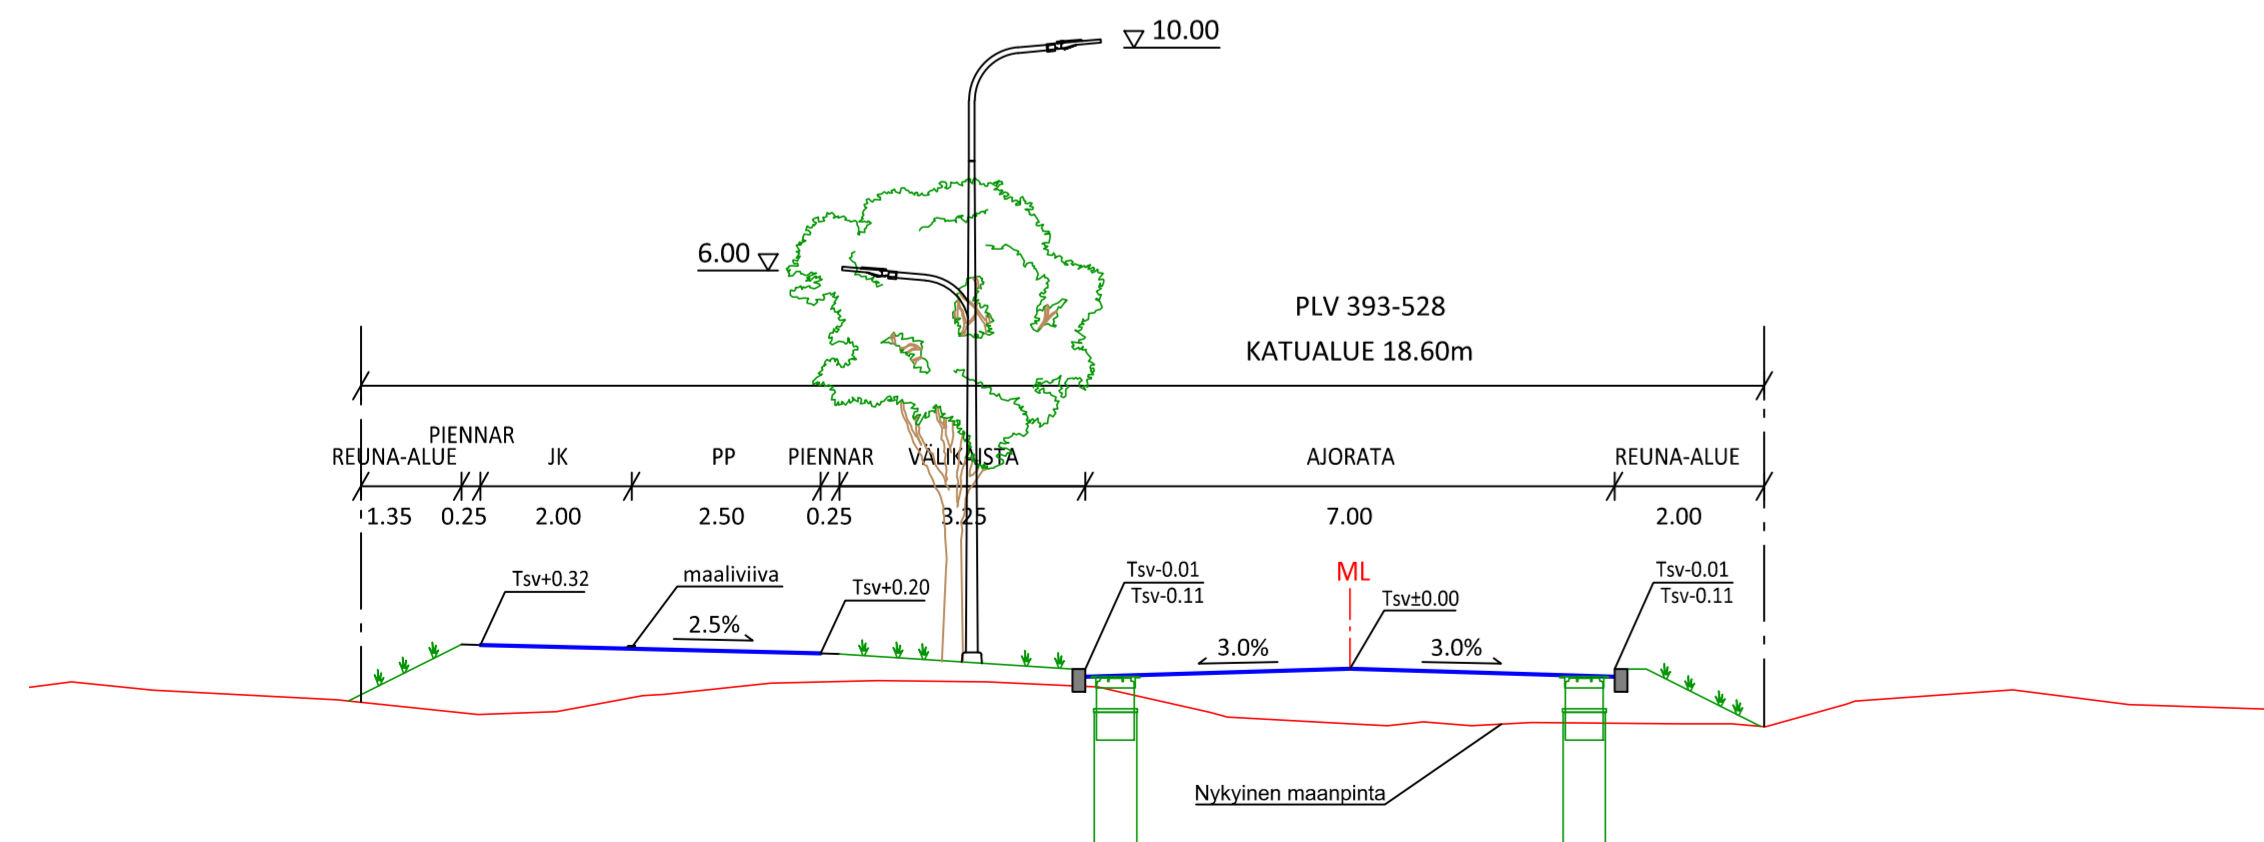 10.00
6.00
PLV 393-528
KATUALUE 18.60m
REUNA-ALUE
PIENNAR
JK
PP
PIENNAR
VÄLIKAISTA
AJORATA
REUNA-ALUE
1.35
0.25
2.00
2.50
0.25
3.25
7.00
2.00
Tsv+0.32
maaliviiva
2.5%
Tsv+0.20
Tsv-0.01
Tsv-0.11
3.0%
ML
Tsv±0.00
3.0%
Tsv-0.01
Tsv-0.11
Nykyinen maanpinta